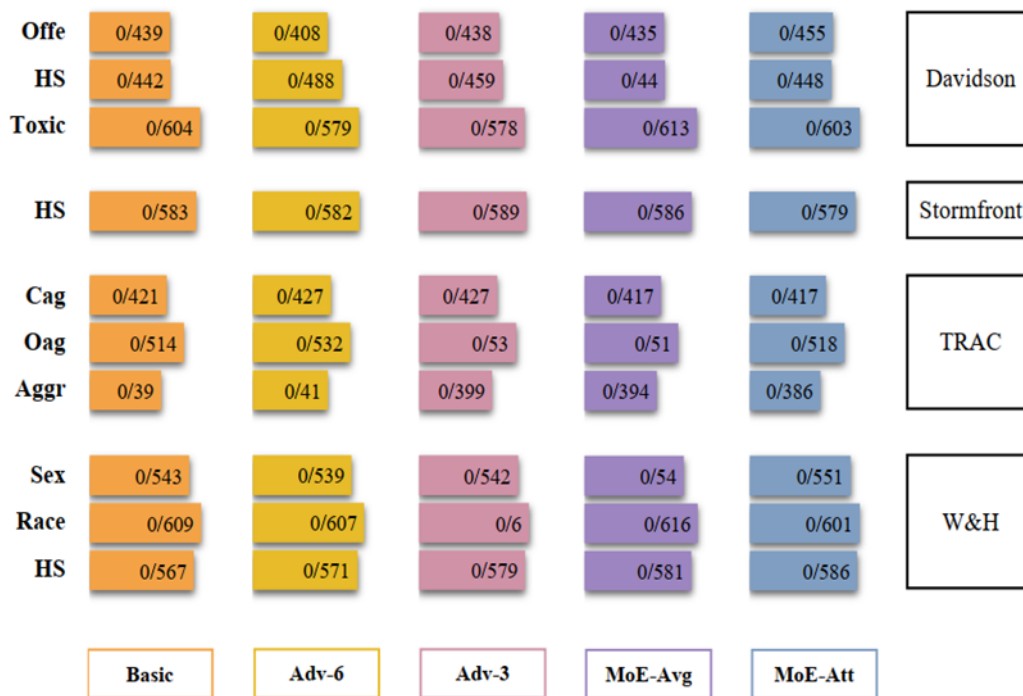 Offe 0/439 0/408 0/438 0/435 0/455
HS 0/442 0/488 0/459 0/44 0/448 Davidson
Toxic 0/604 0/579 0/578 0/613 0/603
HS 0/583 0/582 0/589 0/586 0/579 Stormfront
Cag 0/421 0/427 0/427 0/417 0/417
Oag 0/514 0/532 0/53 0/51 0/518 TRAC
Aggr 0/39 0/41 0/399 0/394 0/386
Sex 0/543 0/539 0/542 0/54 0/551
Race 0/609 0/607 0/6 0/616 0/601 W&H
HS 0/567 0/571 0/579 0/581 0/586
Basic Adv-6 Adv-3 MoE-Avg MoE-Att